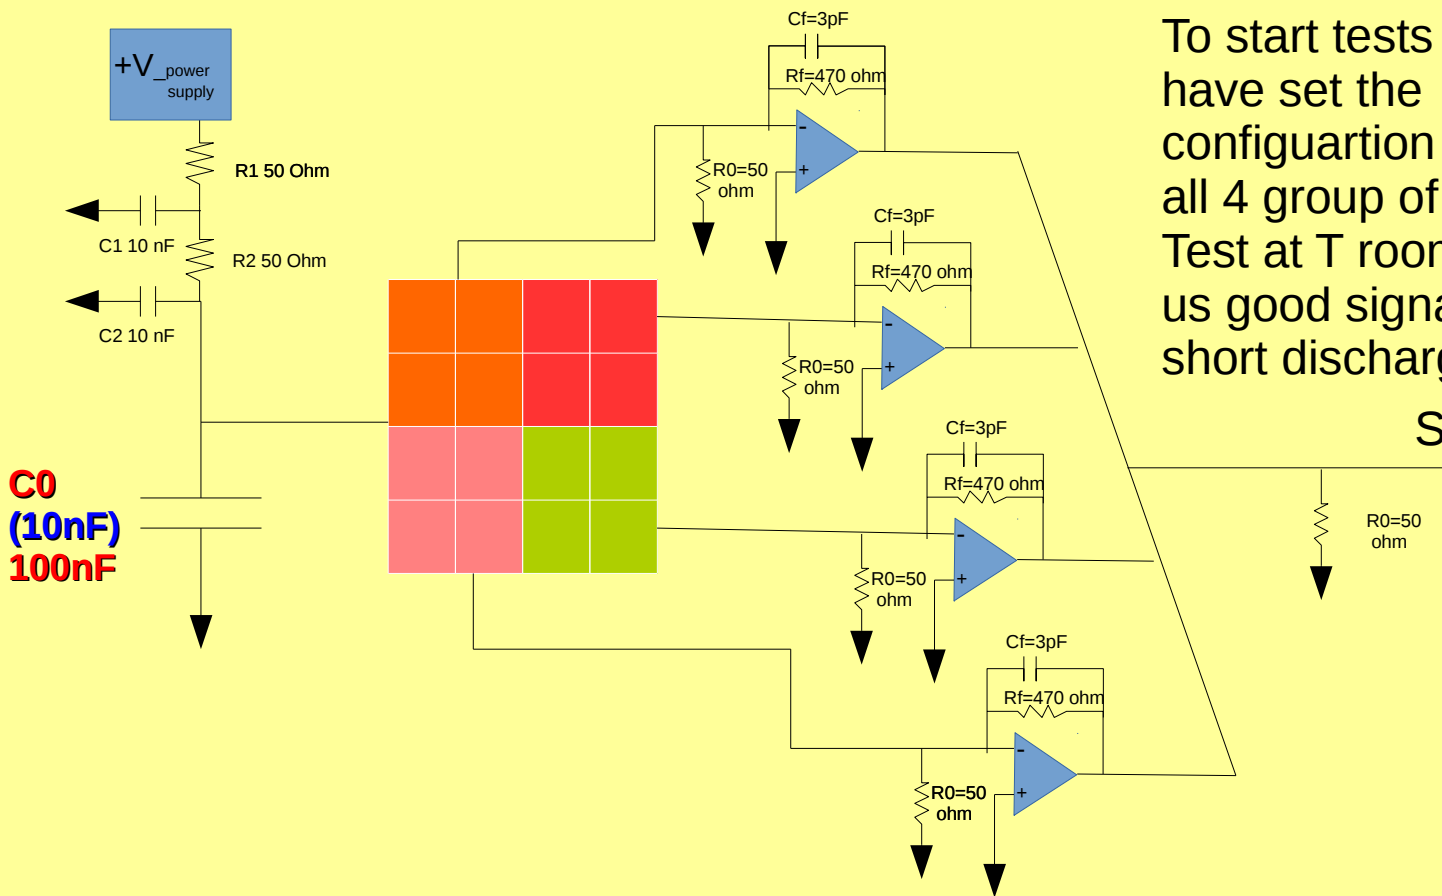 +V_power
supply
R1 50 Ohm
C1 10 nF
R2 50 Ohm
C2 10 nF
C0
(10nF)
100nF
Cf=3pF
Rf=470 ohm
-
+
R0=50
ohm
Cf=3pF
Rf=470 ohm
-
+
R0=50
ohm
Cf=3pF
Rf=470 ohm
-
+
R0=50
ohm
Cf=3pF
Rf=470 ohm
-
+
R0=50
ohm
To start tests
have set the
configuartion
all 4 group of
Test at T
us good
short
R0=50
ohm